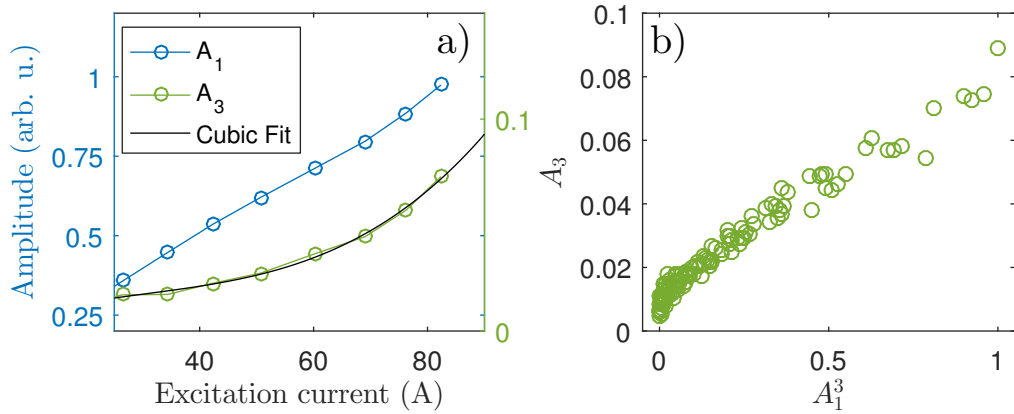 a)
A1
A3
Cubic Fit
Amplitude (arb. u.)
1
0.75
0.5
0.25
0.1
0
40
60
80
Excitation current (A)
b)
A3
0.1
0.08
0.06
0.04
0.02
0
0
0.5
1
A1^3